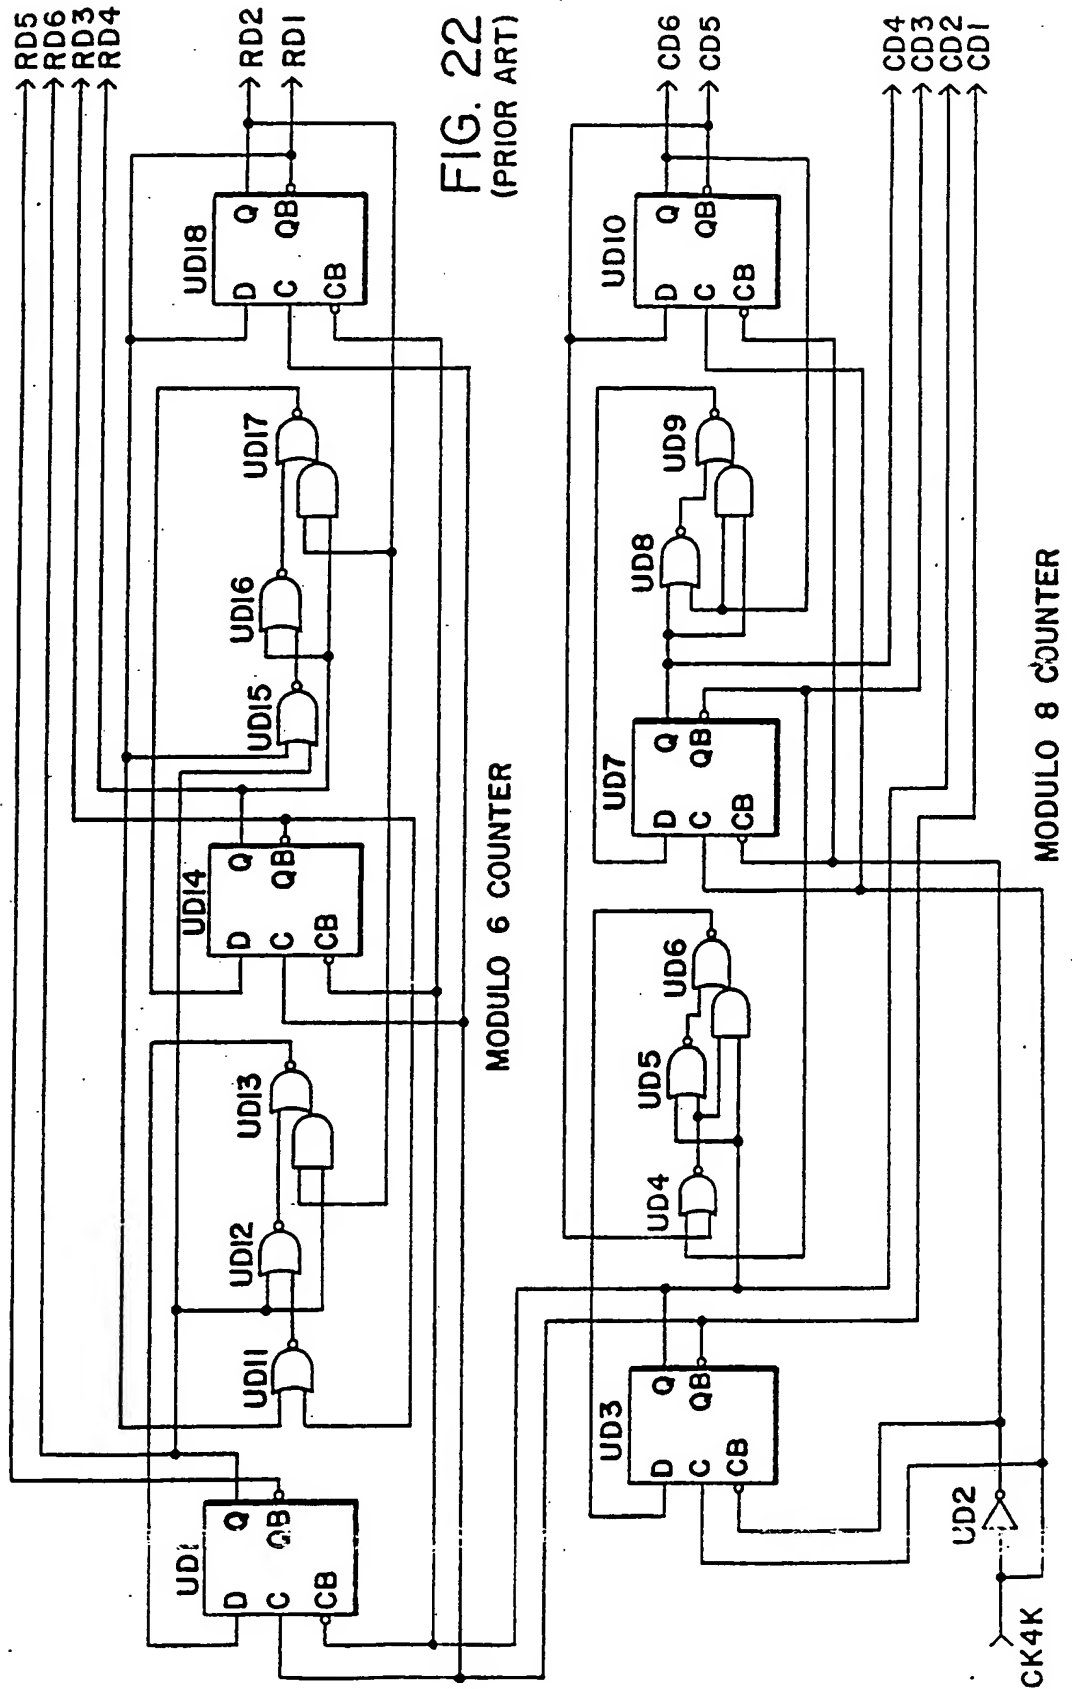 RD5
RD6
RD3
RD4
RD2
RD1
FIG. 22
(PRIOR ART)
CD6
CD5
CD4
CD3
CD2
CD1
UD18
D
C
CB
Q
QB
UD17
UD16
UD15
UD14
D
C
CB
Q
QB
UD13
UD12
UD11
UD1
D
C
CB
Q
QB
MODULO 6 COUNTER
UD10
D
C
CB
Q
QB
UD9
UD8
UD7
D
C
CB
Q
QB
UD6
UD5
UD4
UD3
D
C
CB
Q
QB
UD2
CK4K
MODULO 8 COUNTER